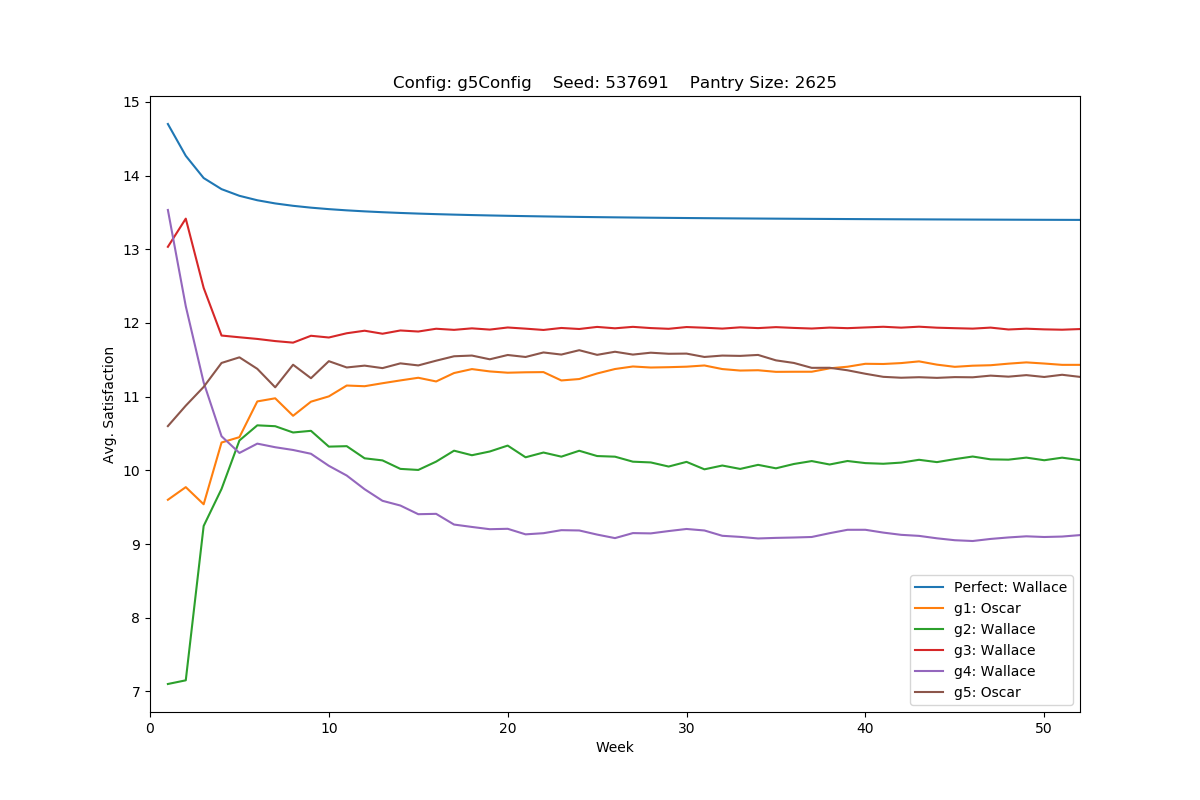 Config: g5Config    Seed: 537691    Pantry Size: 2625
15
14
13
12
11
10
9
8
7
Avg. Satisfaction
0 10 20 30 40 50
Week
Perfect: Wallace
g1: Oscar
g2: Wallace
g3: Wallace
g4: Wallace
g5: Oscar